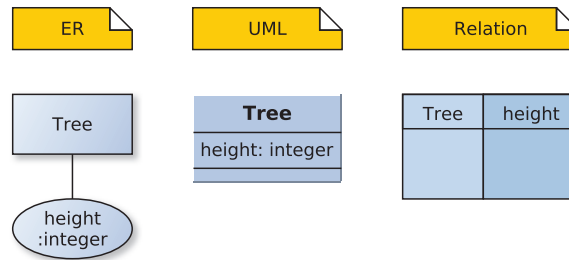 ER
UML
Relation
Tree
height
:integer
Tree
height: integer
Tree height